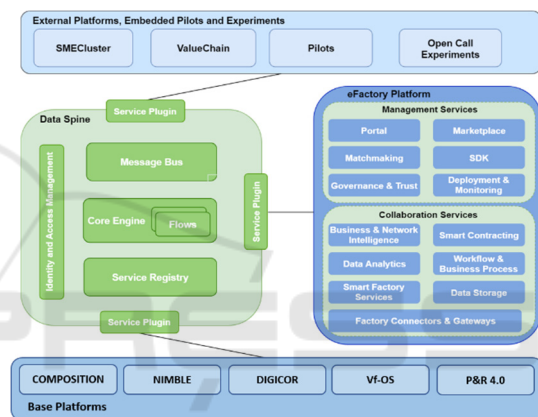 External Platforms, Embedded Pilots and Experiments
SMECluster
ValueChain
Pilots
Open Call
Experiments
Data Spine
Service Plugin
Identity and Access Management
Message Bus
Core Engine
Flows
Service Registry
Service Plugin
Service Plugin
eFactory Platform
Management Services
Portal
Marketplace
Matchmaking
SDK
Governance & Trust
Deployment &
Monitoring
Collaboration Services
Business & Network
Intelligence
Smart Contracting
Data Analytics
Workflow &
Business Process
Smart Factory
Services
Data Storage
Factory Connectors & Gateways
COMPOSITION
NIMBLE
DIGICOR
Vf-OS
P&R 4.0
Base Platforms